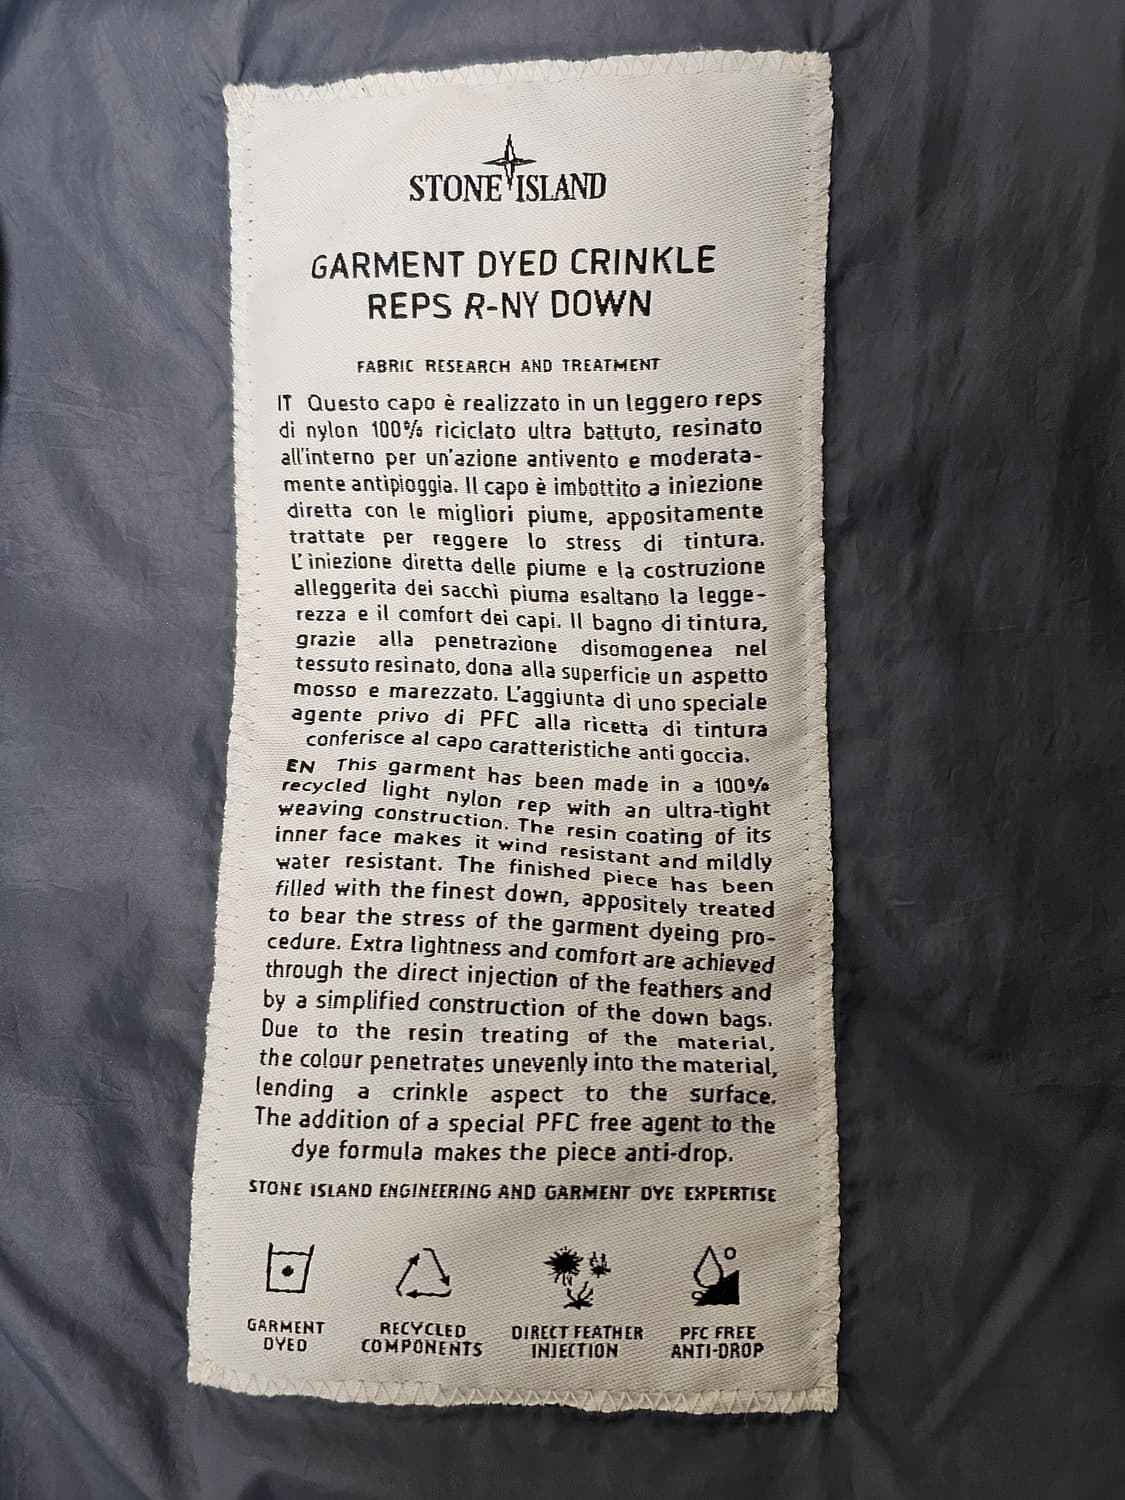 STONE ISLAND
GARMENT DYED CRINKLE
REPS R-NY DOWN
FABRIC RESEARCH AND TREATMENT
IT Questo capo è realizzato in un leggero reps
di nylon 100% riciclato ultra battuto, resinato
all'interno per un'azione antivento e moderata-
mente antipioggia. Il capo è imbottito a iniezione
diretta con le migliori piume, appositamente
trattate per reggere lo stress di tintura.
L'iniezione diretta delle piume e la costruzione
alleggerita dei sacchi piuma esaltano la legge-
rezza e il comfort dei capi. Il bagno di tintura,
grazie alla penetrazione disomogenea nel
tessuto resinato, dona alla superficie un aspetto
mosso e marezzato. L'aggiunta di uno speciale
agente privo di PFC alla ricetta di tintura
conferisce al capo caratteristiche anti goccia.
EN This garment has been made in a 100%
recycled light nylon rep with an ultra-tight
weaving construction. The resin coating of its
inner face makes it wind resistant and mildly
water resistant. The finished piece has been
filled with the finest down, appositely treated
to bear the stress of the garment dyeing pro-
cedure. Extra lightness and comfort are achieved
through the direct injection of the feathers and
by a simplified construction of the down bags.
Due to the resin treating of the material,
the colour penetrates unevenly into the material,
lending a crinkle aspect to the surface.
The addition of a special PFC free agent to the
dye formula makes the piece anti-drop.
STONE ISLAND ENGINEERING AND GARMENT DYE EXPERTISE
GARMENT DYED
RECYCLED COMPONENTS
DIRECT FEATHER INJECTION
PFC FREE ANTI-DROP